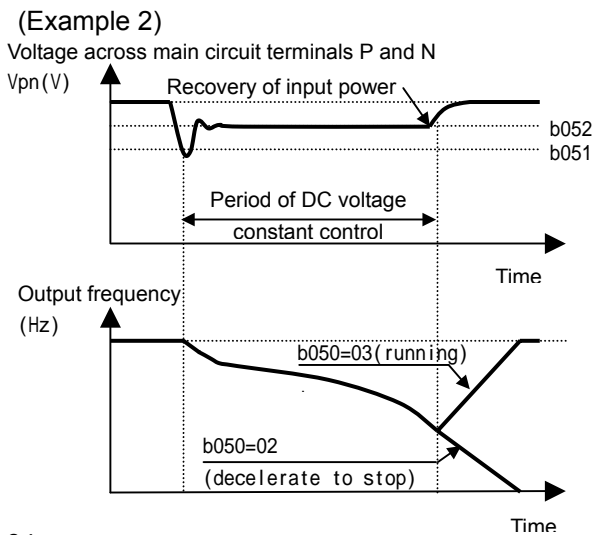 (Example 2)
Voltage across main circuit terminals P and N
Vpn(V)
Recovery of input power
b052
b051
Period of DC voltage
constant control
Time
Output frequency
(Hz)
b050=03(running)
b050=02
(decelerate to stop)
Time